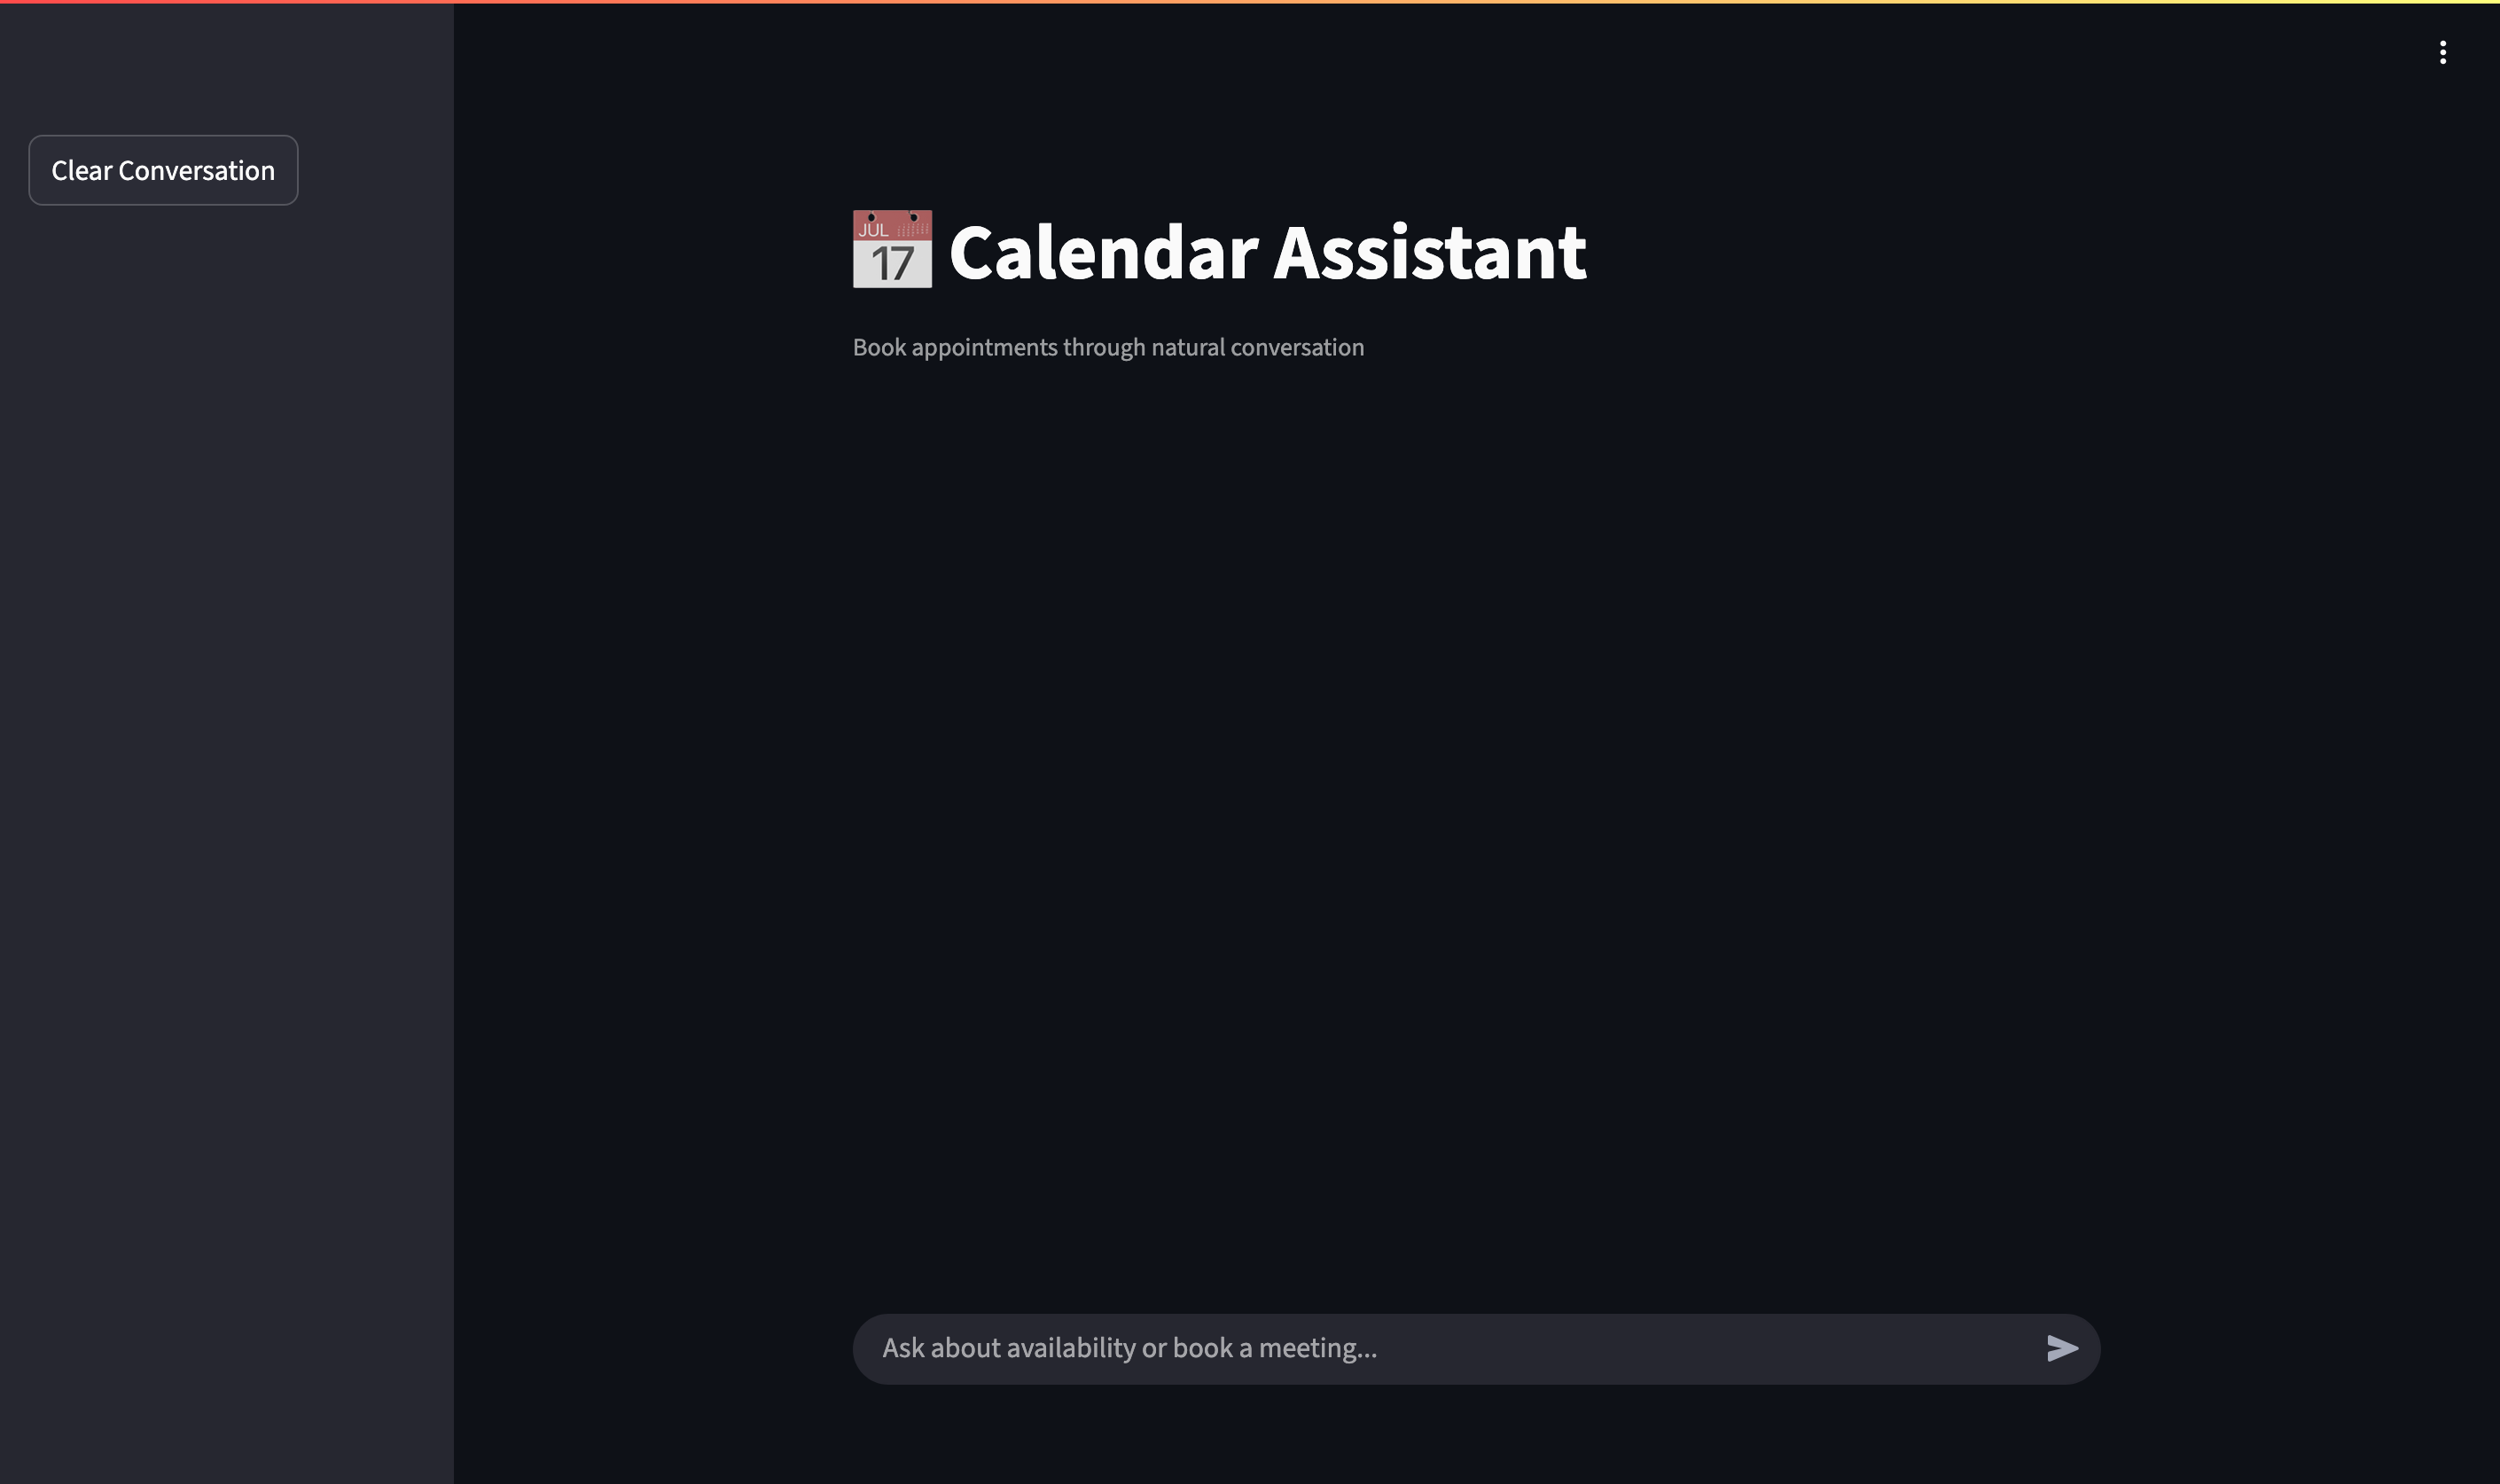 Clear Conversation
JUL
17
Calendar Assistant
Book appointments through natural conversation
Ask about availability or book a meeting...